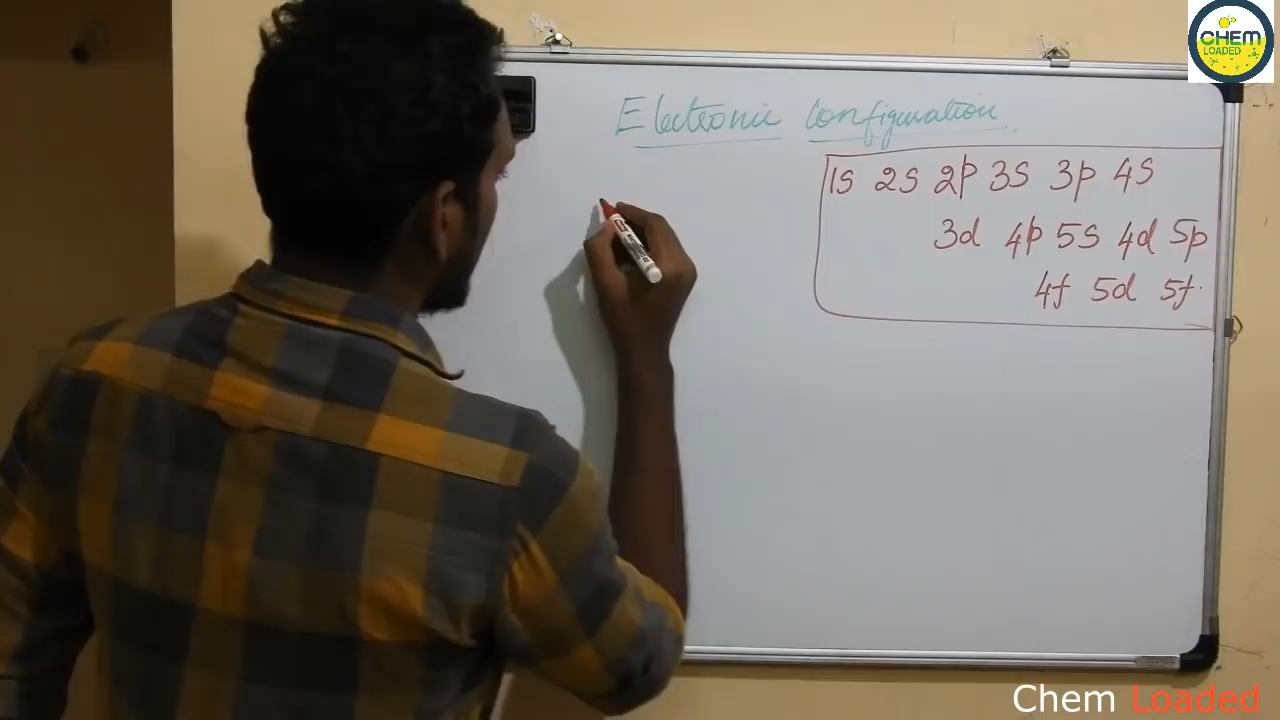 CHEM
LOADED
Electronic configuration
1s 2s 2p 3s 3p 4s
3d 4p 5s 4d 5p
4f 5d 5f.
Chem Loaded